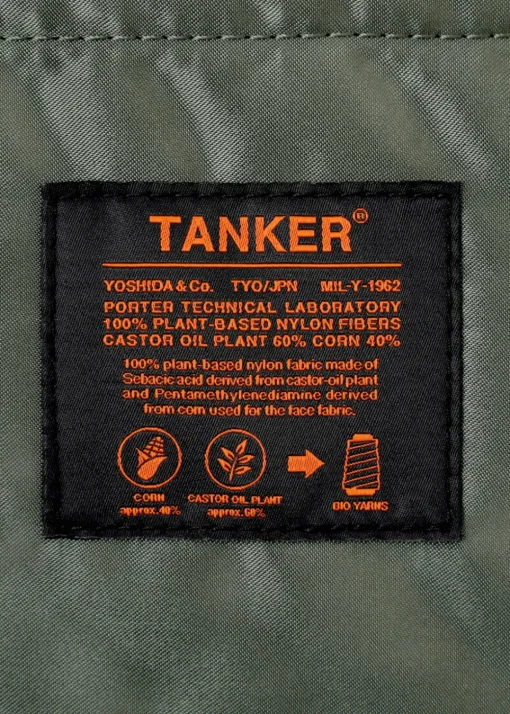 TANKER®
YOSHIDA & Co. TYO/JPN MIL-Y-1962
PORTER TECHNICAL LABORATORY
100% PLANT-BASED NYLON FIBERS
CASTOR OIL PLANT 60% CORN 40%
100% plant-based nylon fabric made of
Sebacic acid derived from castor-oil plant
and Pentamethylenediamine derived
from corn used for the face fabric.
CORN
approx.40%
CASTOR OIL PLANT
approx.60%
BIO YARNS